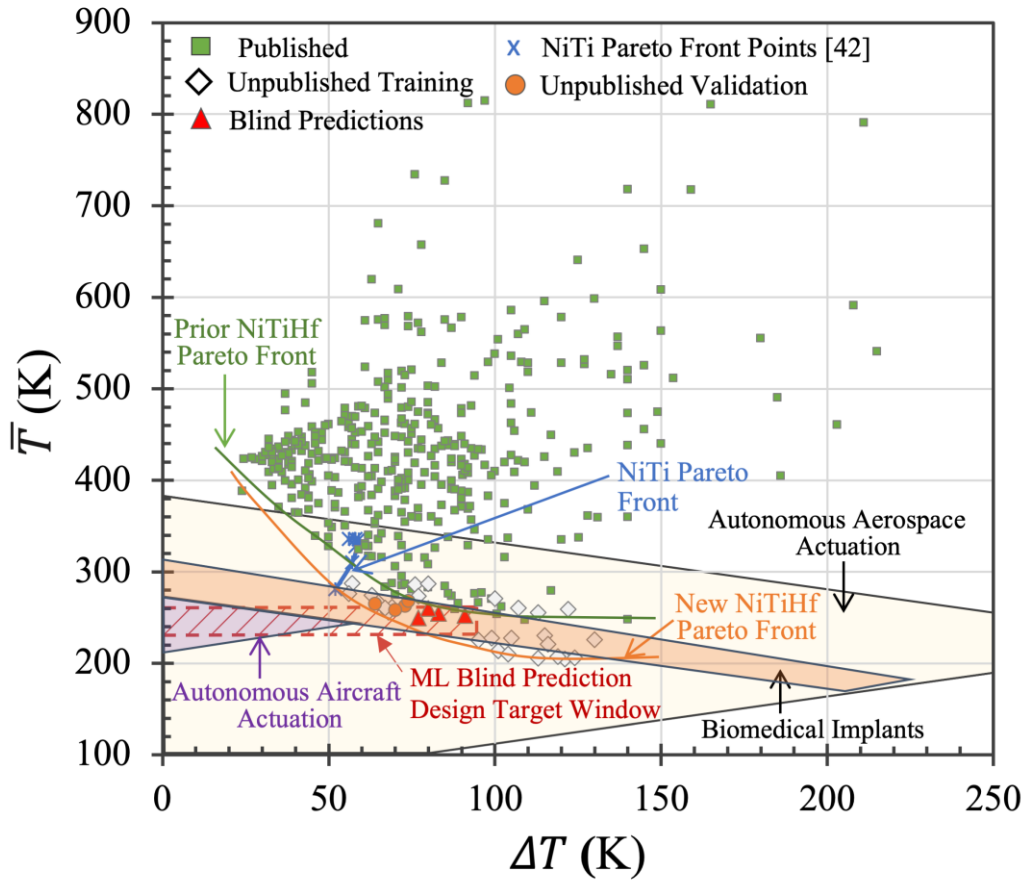 900
800
700
600
500
400
300
200
100
T̅ (K)
Published
Unpublished Training
Blind Predictions
NiTi Pareto Front Points [42]
Unpublished Validation
Prior NiTiHf
Pareto Front
NiTi Pareto
Front
Autonomous Aerospace
Actuation
New NiTiHf
Pareto Front
Autonomous Aircraft
Actuation
ML Blind Prediction
Design Target Window
Biomedical Implants
0
50
100
150
200
250
ΔT (K)